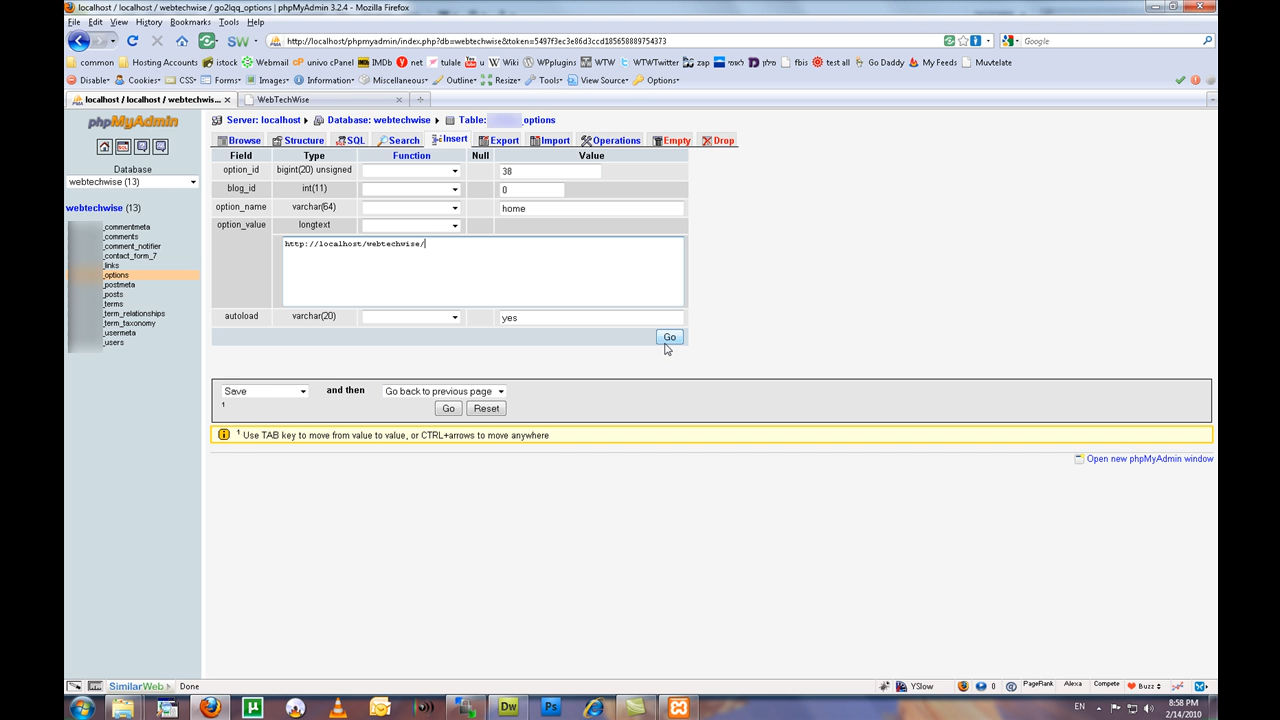 localhost / webtechwise / go2lqq_options | phpMyAdmin 3.2.4 - Mozilla Firefox
File Edit View History Bookmarks Tools Help
http://localhost/phpmyadmin/index.php?db=webtechwise&token=5497f3ec3e86d3ccd185658889754373
Google
common Hosting Accounts istock Webmail univo cPanel IMDb net tulale You u Wiki WPplugins WTW WTWTwitter zap לאומי דקלין fbis test all Go Daddy My Feeds Muvtelate
Disable Cookies CSS Forms Images Information Miscellaneous Outline Resize Tools View Source Options
localhost / localhost / webtechwis...
WebTechWise
phpMyAdmin
Server: localhost Database: webtechwise Table: _options
Browse Structure SQL Search Insert Export Import Operations Empty Drop
Database
webtechwise (13)
webtechwise (13)
_commentmeta
_comments
_comment_notifier
_contact_form_7
_links
_options
_postmeta
_posts
_terms
_term_relationships
_term_taxonomy
_usermeta
_users
Field Type Function Null Value
option_id bigint(20) unsigned 38
blog_id int(11) 0
option_name varchar(64) home
option_value longtext
http://localhost/webtechwise/
autoload varchar(20) yes
Go
Save and then Go back to previous page
1
Go Reset
1 Use TAB key to move from value to value, or CTRL+arrows to move anywhere
Open new phpMyAdmin window
SimilarWeb Done
YSlow 0 PageRank Alexa Compete Buzz
Dw Ps
EN 8:58 PM
2/14/2010